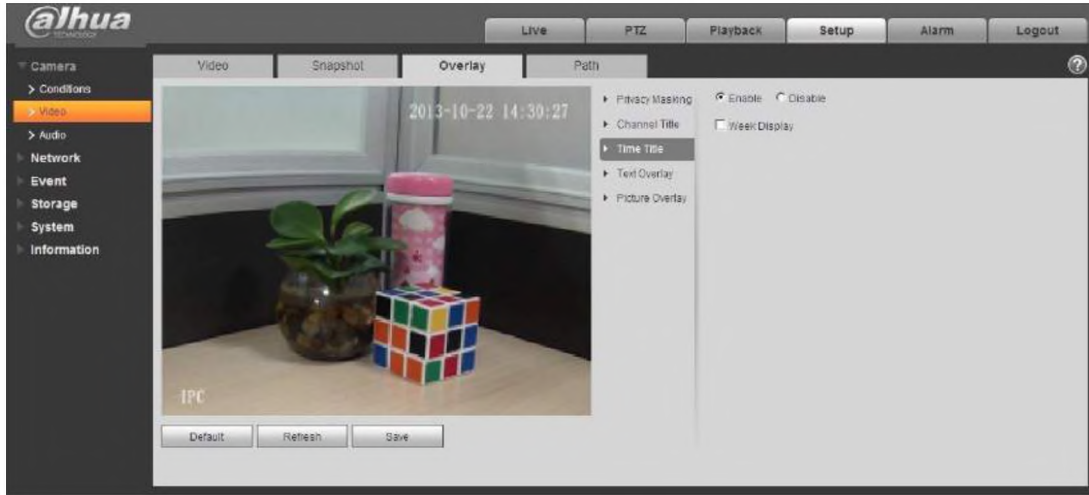 alhua
TECHNOLOGY
Live
PTZ
Playback
Setup
Alarm
Logout
Camera
Conditions
Video
Audio
Network
Event
Storage
System
Information
Video
Snapshot
Overlay
Path
?
2013-10-22 14:30:27
IPC
Privacy Masking
Channel Title
Time Title
Text Overlay
Picture Overlay
Enable
Disable
Week Display
Default
Refresh
Save